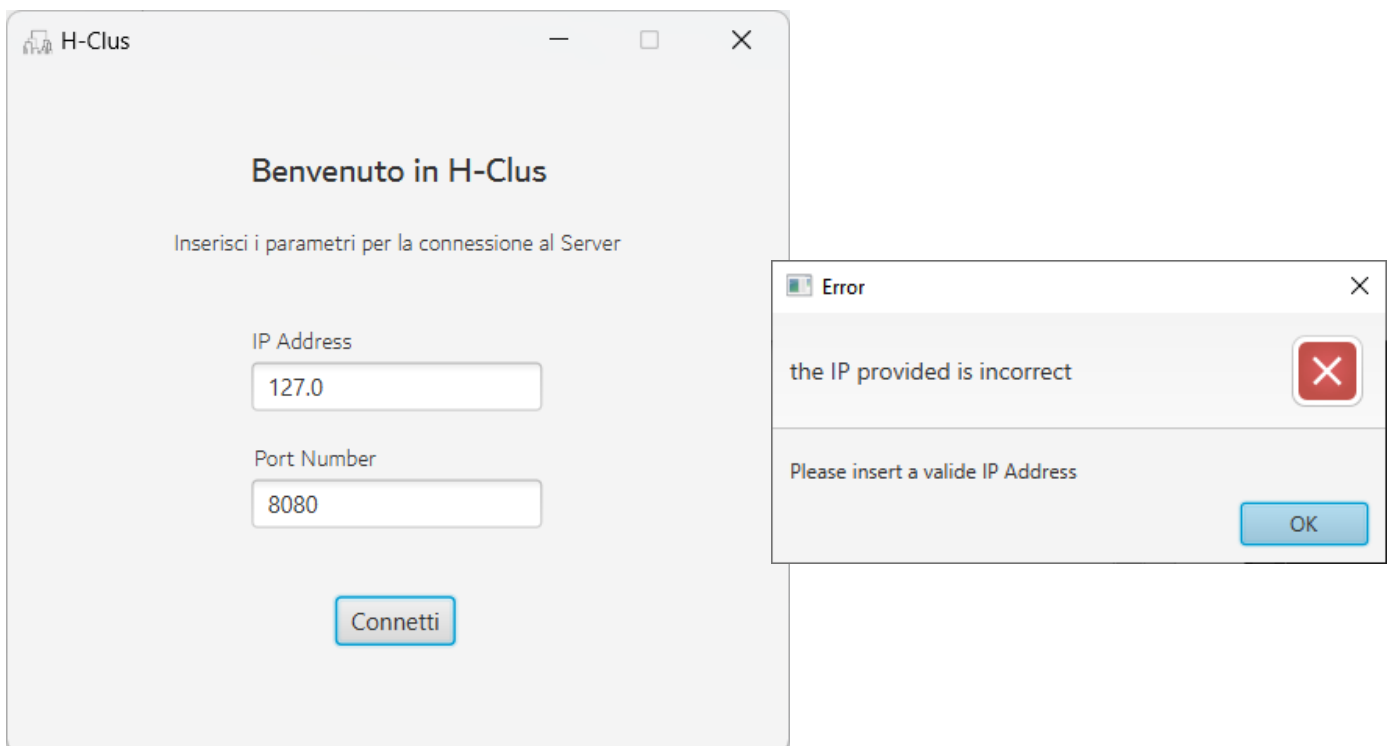 H-Clus
Benvenuto in H-Clus
Inserisci i parametri per la connessione al Server
IP Address
127.0
Port Number
8080
Connetti
Error
the IP provided is incorrect
Please insert a valide IP Address
OK